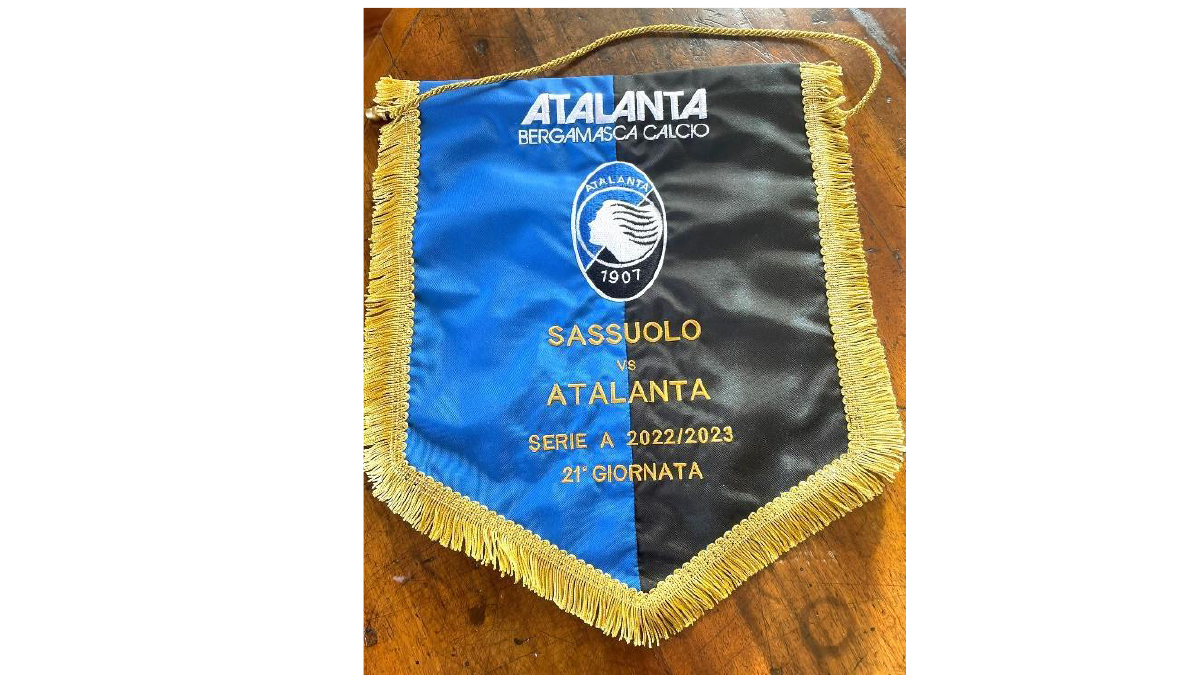 ATALANTA
BERGAMASCA CALCIO
ATALANTA
1907
SASSUOLO
VS
ATALANTA
SERIE A 2022/2023
21° GIORNATA